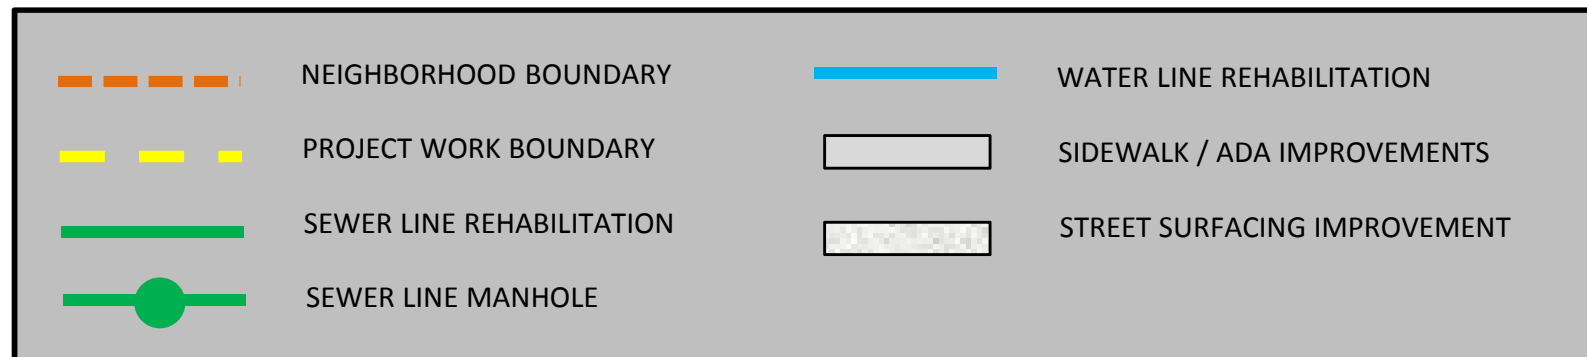 NEIGHBORHOOD BOUNDARY
PROJECT WORK BOUNDARY
SEWER LINE REHABILITATION
SEWER LINE MANHOLE
WATER LINE REHABILITATION
SIDEWALK / ADA IMPROVEMENTS
STREET SURFACING IMPROVEMENT